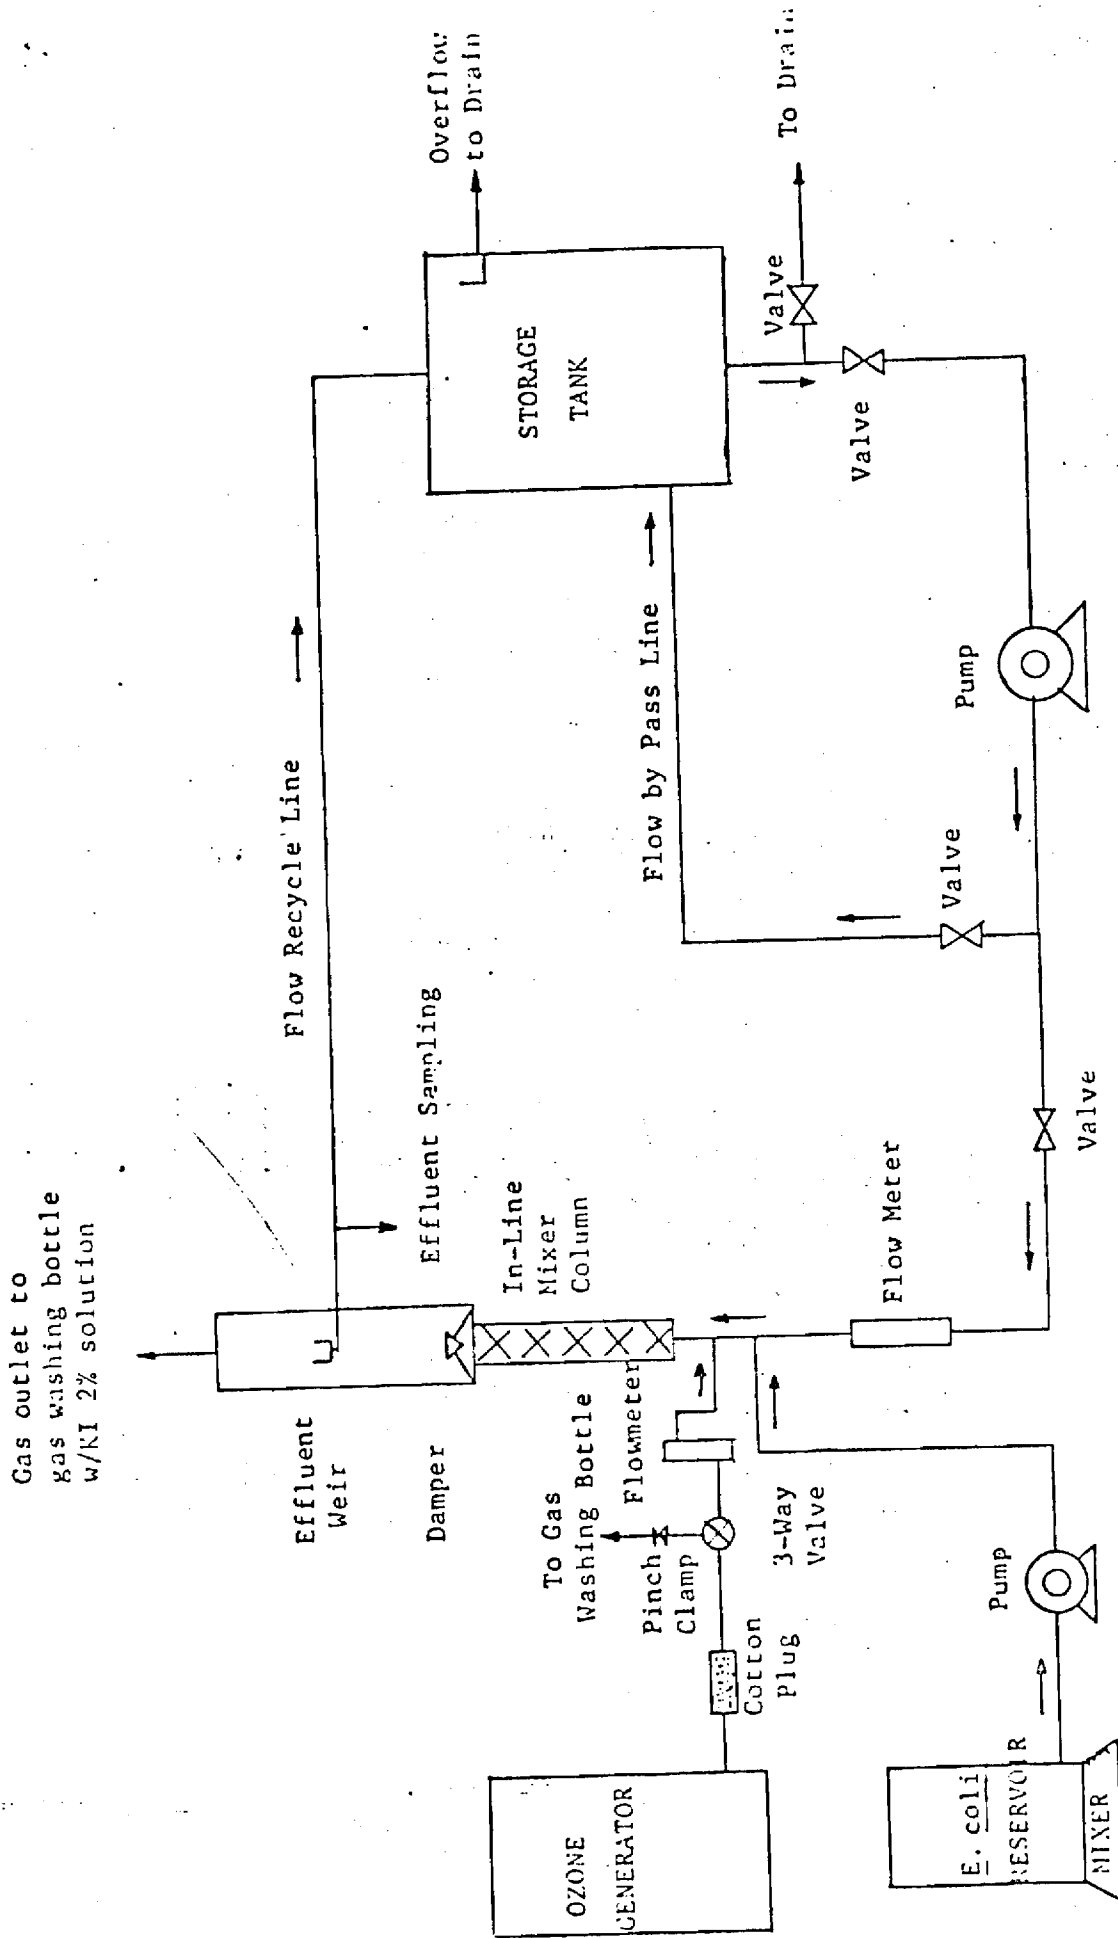 Gas outlet to
gas washing bottle
w/KI 2% solution
Effluent
Weir
Damper
Flow Recycle Line
Effluent Sampling
In-Line
Mixer
Column
Overflow
to Drain
STORAGE
TANK
To Drain
Valve
Valve
Flow by Pass Line
Pump
Valve
Valve
Flow Meter
To Gas
Washing Bottle
Flowmeter
Pinch
Clamp
3-Way
Valve
Cotton
Plug
OZONE
GENERATOR
Pump
E. coli
RESERVOIR
MIXER